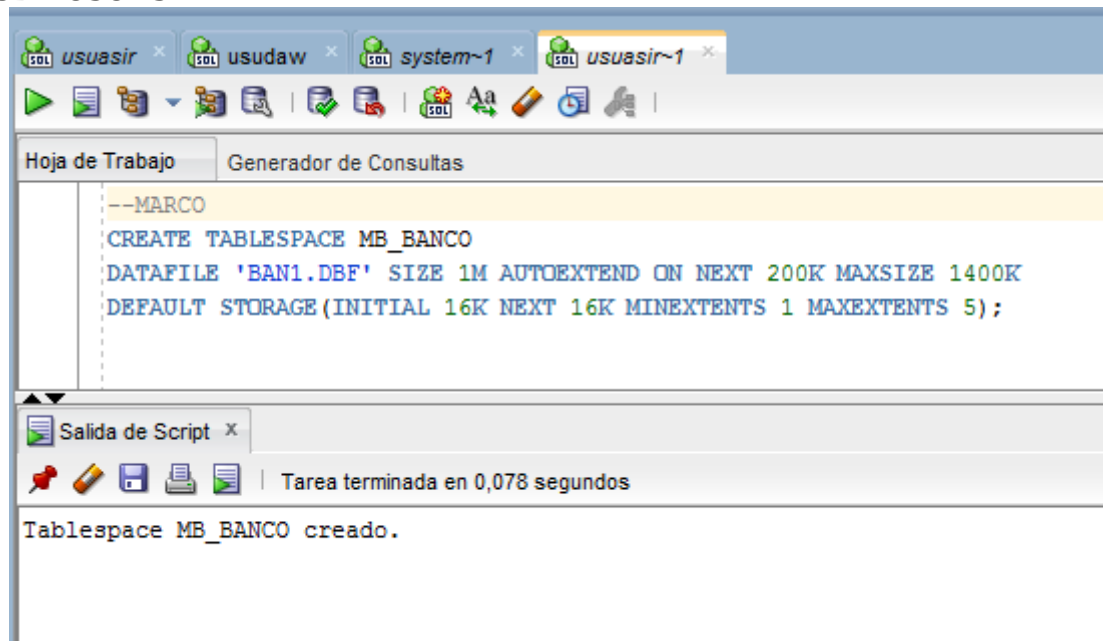 usuasir
usudaw
system~1
usuasir~1
Hoja de Trabajo
Generador de Consultas
--MARCO
CREATE TABLESPACE MB_BANCO
DATAFILE 'BAN1.DBF' SIZE 1M AUTOEXTEND ON NEXT 200K MAXSIZE 1400K
DEFAULT STORAGE(INITIAL 16K NEXT 16K MINEXTENTS 1 MAXEXTENTS 5);
Salida de Script
Tarea terminada en 0,078 segundos
Tablespace MB_BANCO creado.